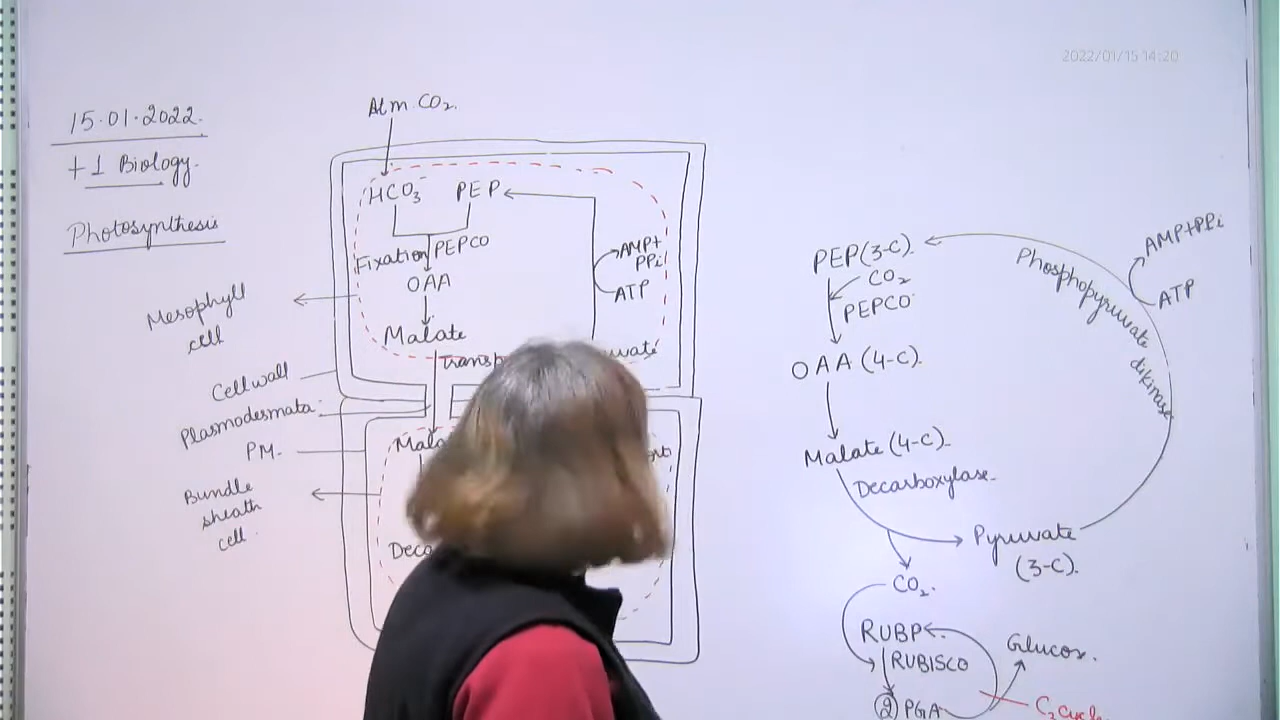 2022/01/15 14:20
15.01.2022.
+1 Biology.
Photosynthesis
Atm. CO₂.
HCO₃⁻ PEP
Fixation PEPCO
OAA
Malate
AMP+
PPi
ATP
Mesophyll
cell
Cell wall
Plasmodesmata
PM.
Bundle
sheath
cell.
PEP(3-C).
CO₂
PEPCO
OAA (4-C).
Malate (4-C).
Decarboxylase.
Pyruvate
(3-C).
Phosphopyruvate dikinase
AMP+PPi
ATP
CO₂.
RUBP
RUBISCO
② PGA
Glucose.